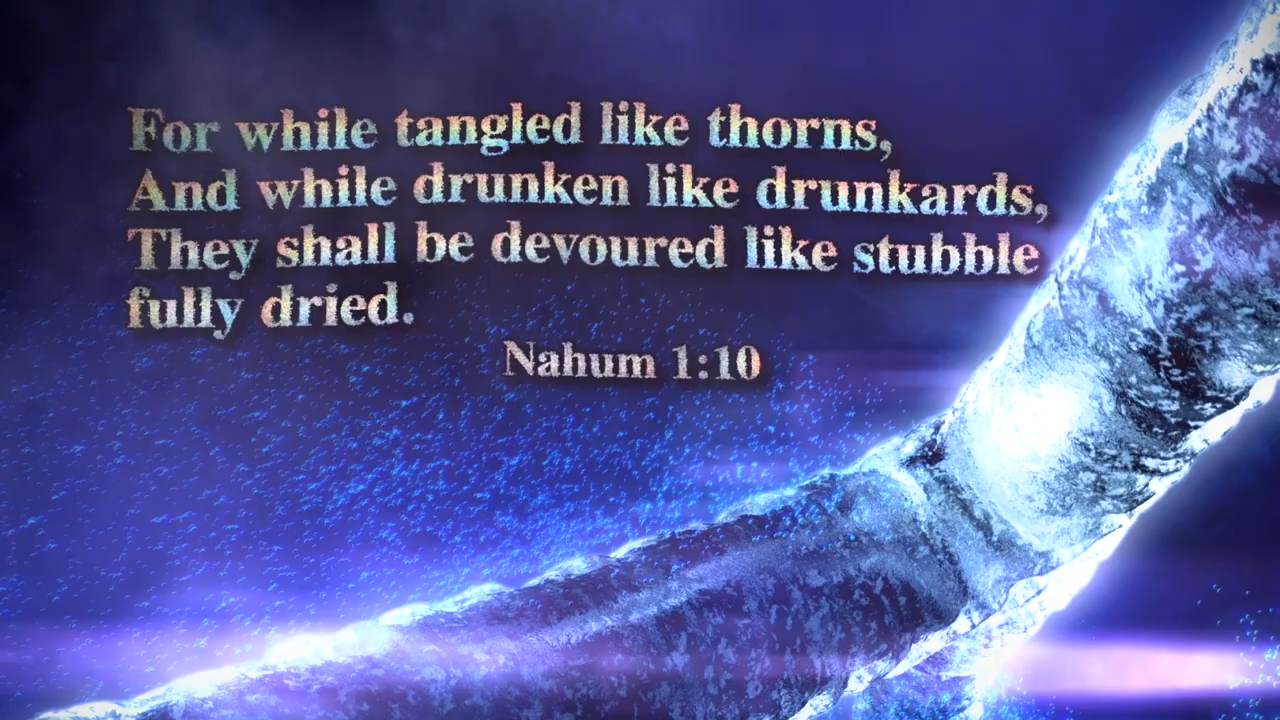 For while tangled like thorns,
And while drunken like drunkards,
They shall be devoured like stubble
fully dried.
Nahum 1:10